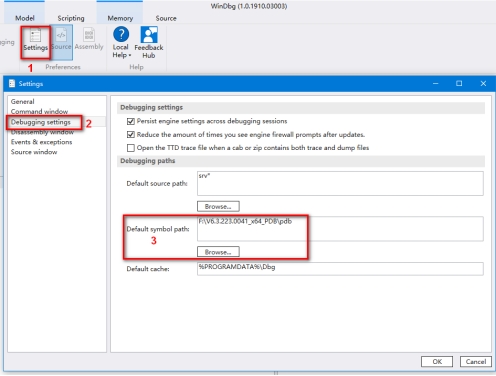 WinDbg (1.0.1910.03003)
Model Scripting Memory Source
Settings Source Assembly Local Help Feedback Hub
1 Preferences Help
Settings
General
Command window
Debugging settings 2
Disassembly window
Events & exceptions
Source window
Debugging settings
Persist engine settings across debugging sessions
Reduce the amount of times you see engine firewall prompts after updates.
Open the TTD trace file when a cab or zip contains both trace and dump files
Debugging paths
Default source path: srv*
Browse...
Default symbol path: F:\V6.3.223.0041_x64_PDB\pdb
3
Browse...
Default cache: %PROGRAMDATA%\Dbg
OK Cancel